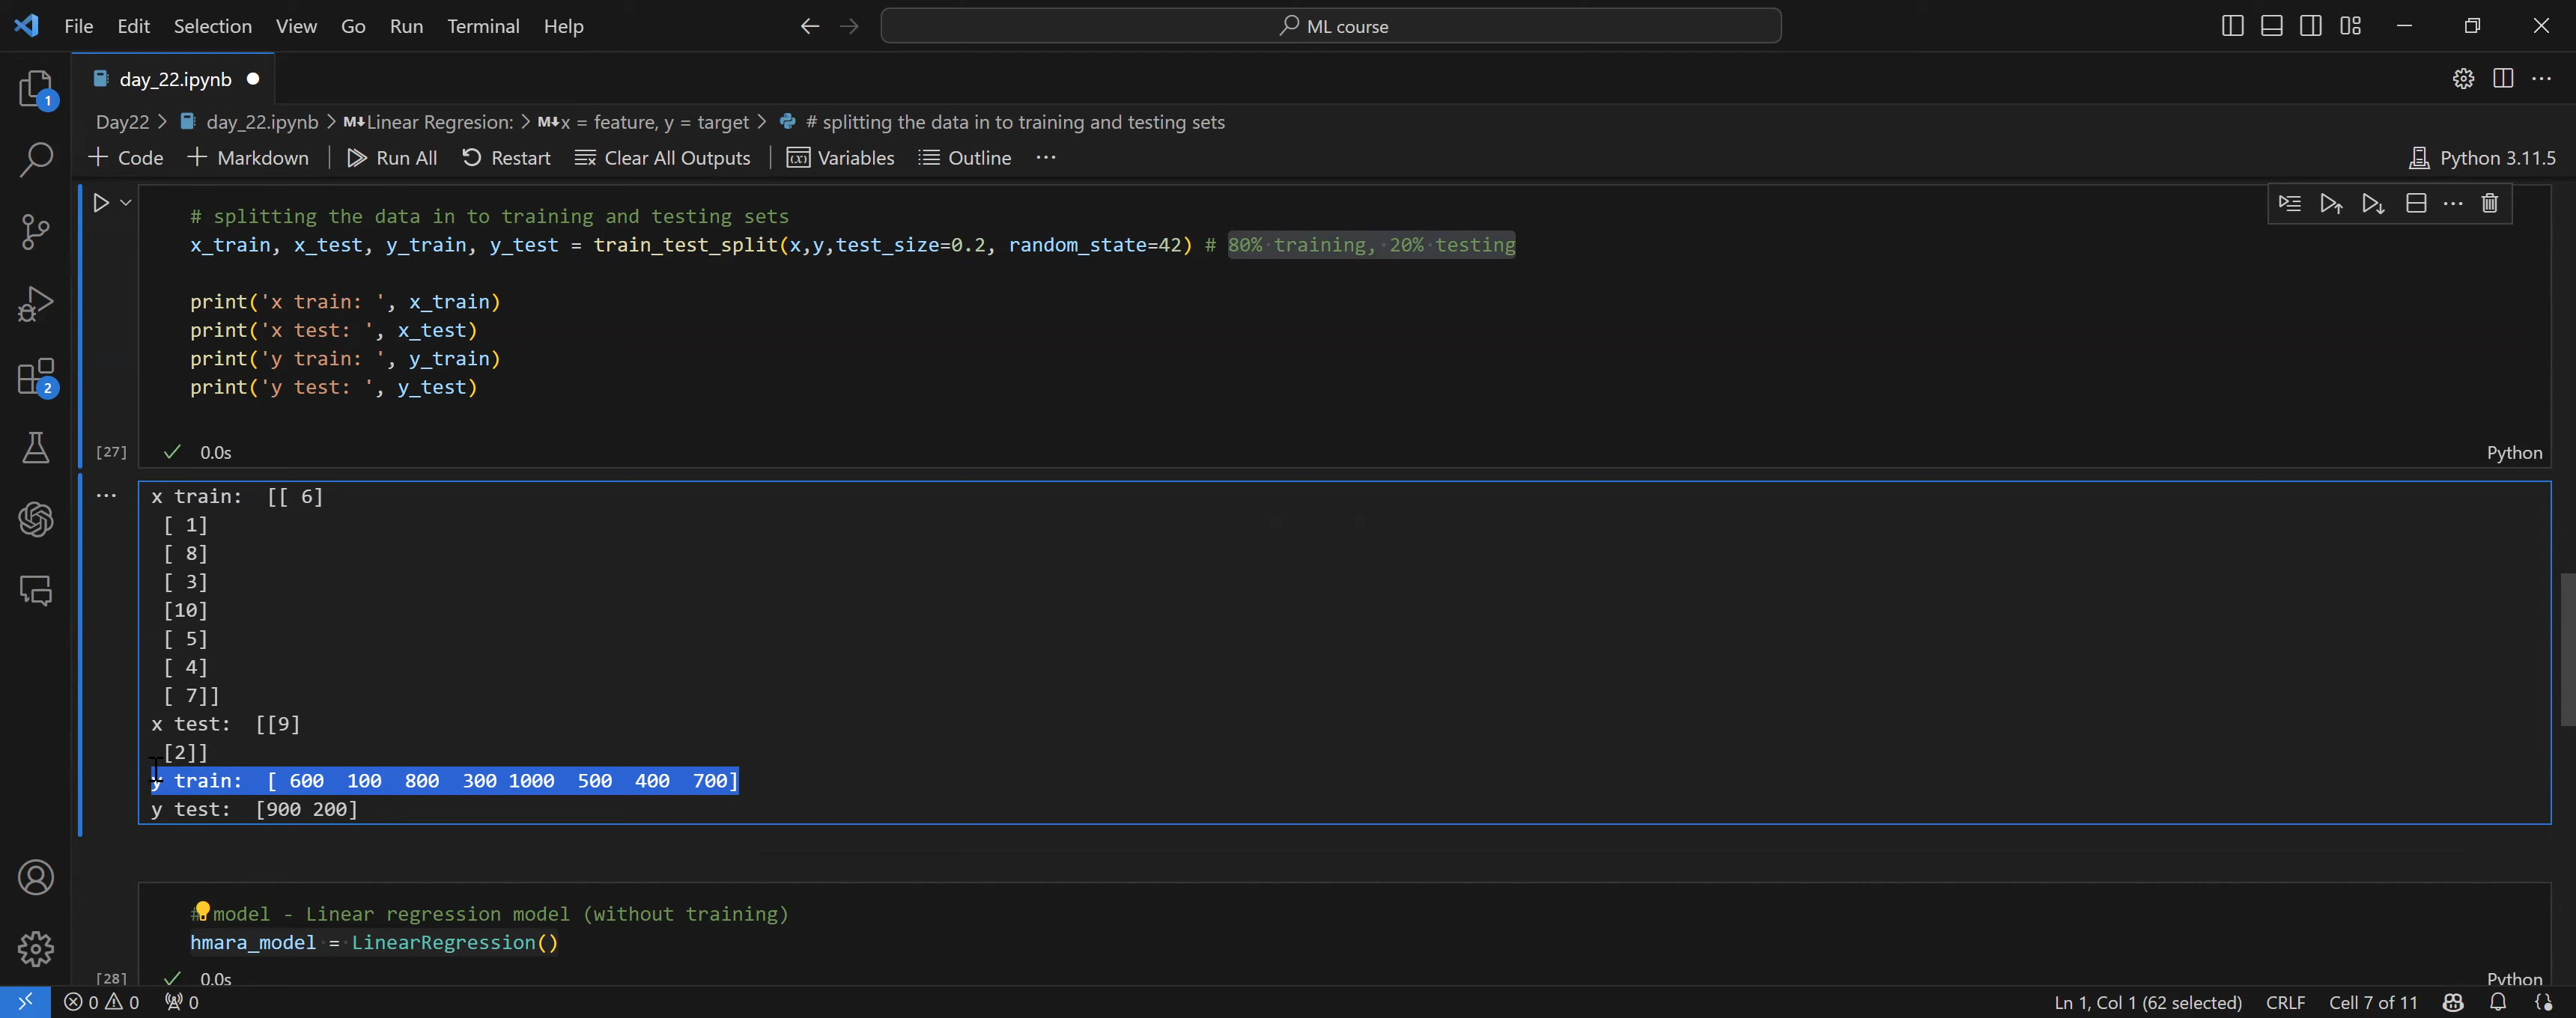 File Edit Selection View Go Run Terminal Help
ML course
day_22.ipynb
Day22 > day_22.ipynb > M↓Linear Regresion: > M↓x = feature, y = target > # splitting the data in to training and testing sets
+ Code + Markdown | Run All Restart Clear All Outputs | Variables Outline ...
Python 3.11.5
# splitting the data in to training and testing sets
x_train, x_test, y_train, y_test = train_test_split(x,y,test_size=0.2, random_state=42) # 80% training, 20% testing
print('x train: ', x_train)
print('x test: ', x_test)
print('y train: ', y_train)
print('y test: ', y_test)
[27] 0.0s
Python
x train:  [[ 6]
[ 1]
[ 8]
[ 3]
[10]
[ 5]
[ 4]
[ 7]]
x test:  [[9]
[2]]
y train:  [ 600  100  800  300 1000  500  400  700]
y test:  [900 200]
# model - Linear regression model (without training)
hmara_model = LinearRegression()
[28] 0.0s
Python
0 0 0
Ln 1, Col 1 (62 selected) CRLF Cell 7 of 11
1
2